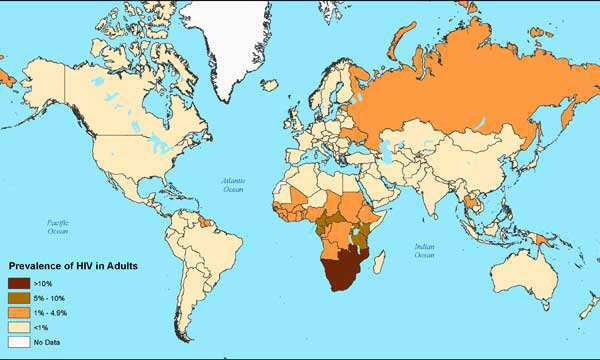 Atlantic
Ocean
Pacific
Ocean
Indian
Ocean
Prevalence of HIV in Adults
>10%
5% - 10%
1% - 4.9%
<1%
No Data